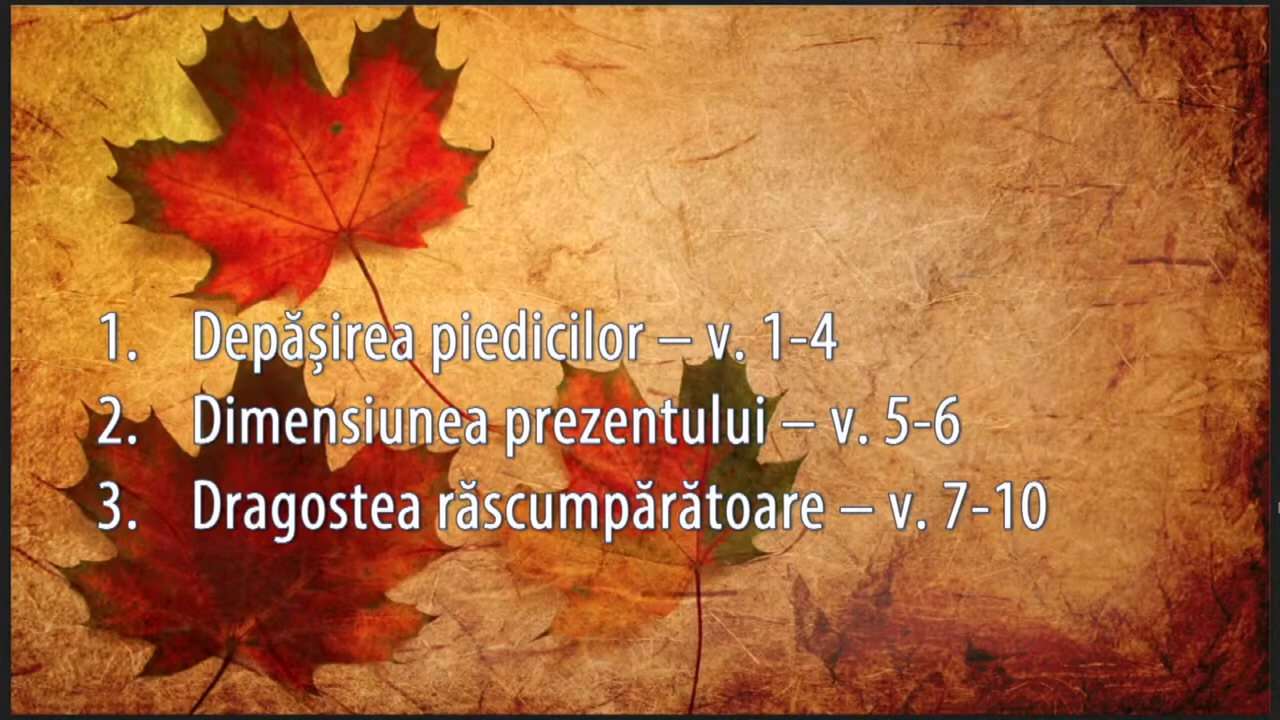 1. Depășirea piedicilor – v. 1-4
2. Dimensiunea prezentului – v. 5-6
3. Dragostea răscumpărătoare – v. 7-10